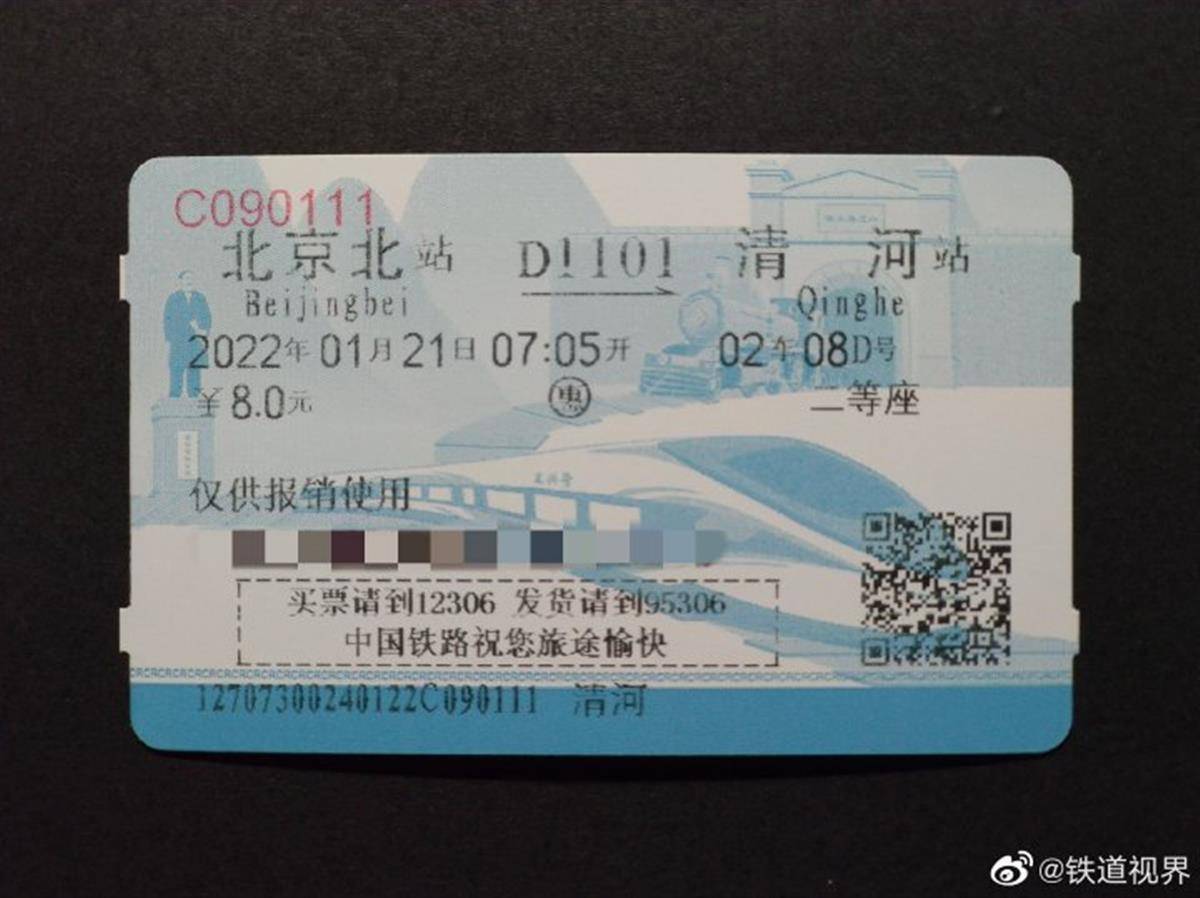 C090111
北京北站 D1101 清河站
Beijingbei Qinghe
2022年01月21日 07:05开 02车08D号
￥8.0元 惠 二等座
仅供报销使用
买票请到12306 发货请到95306
中国铁路祝您旅途愉快
12707300240122C090111 清河
@铁道视界